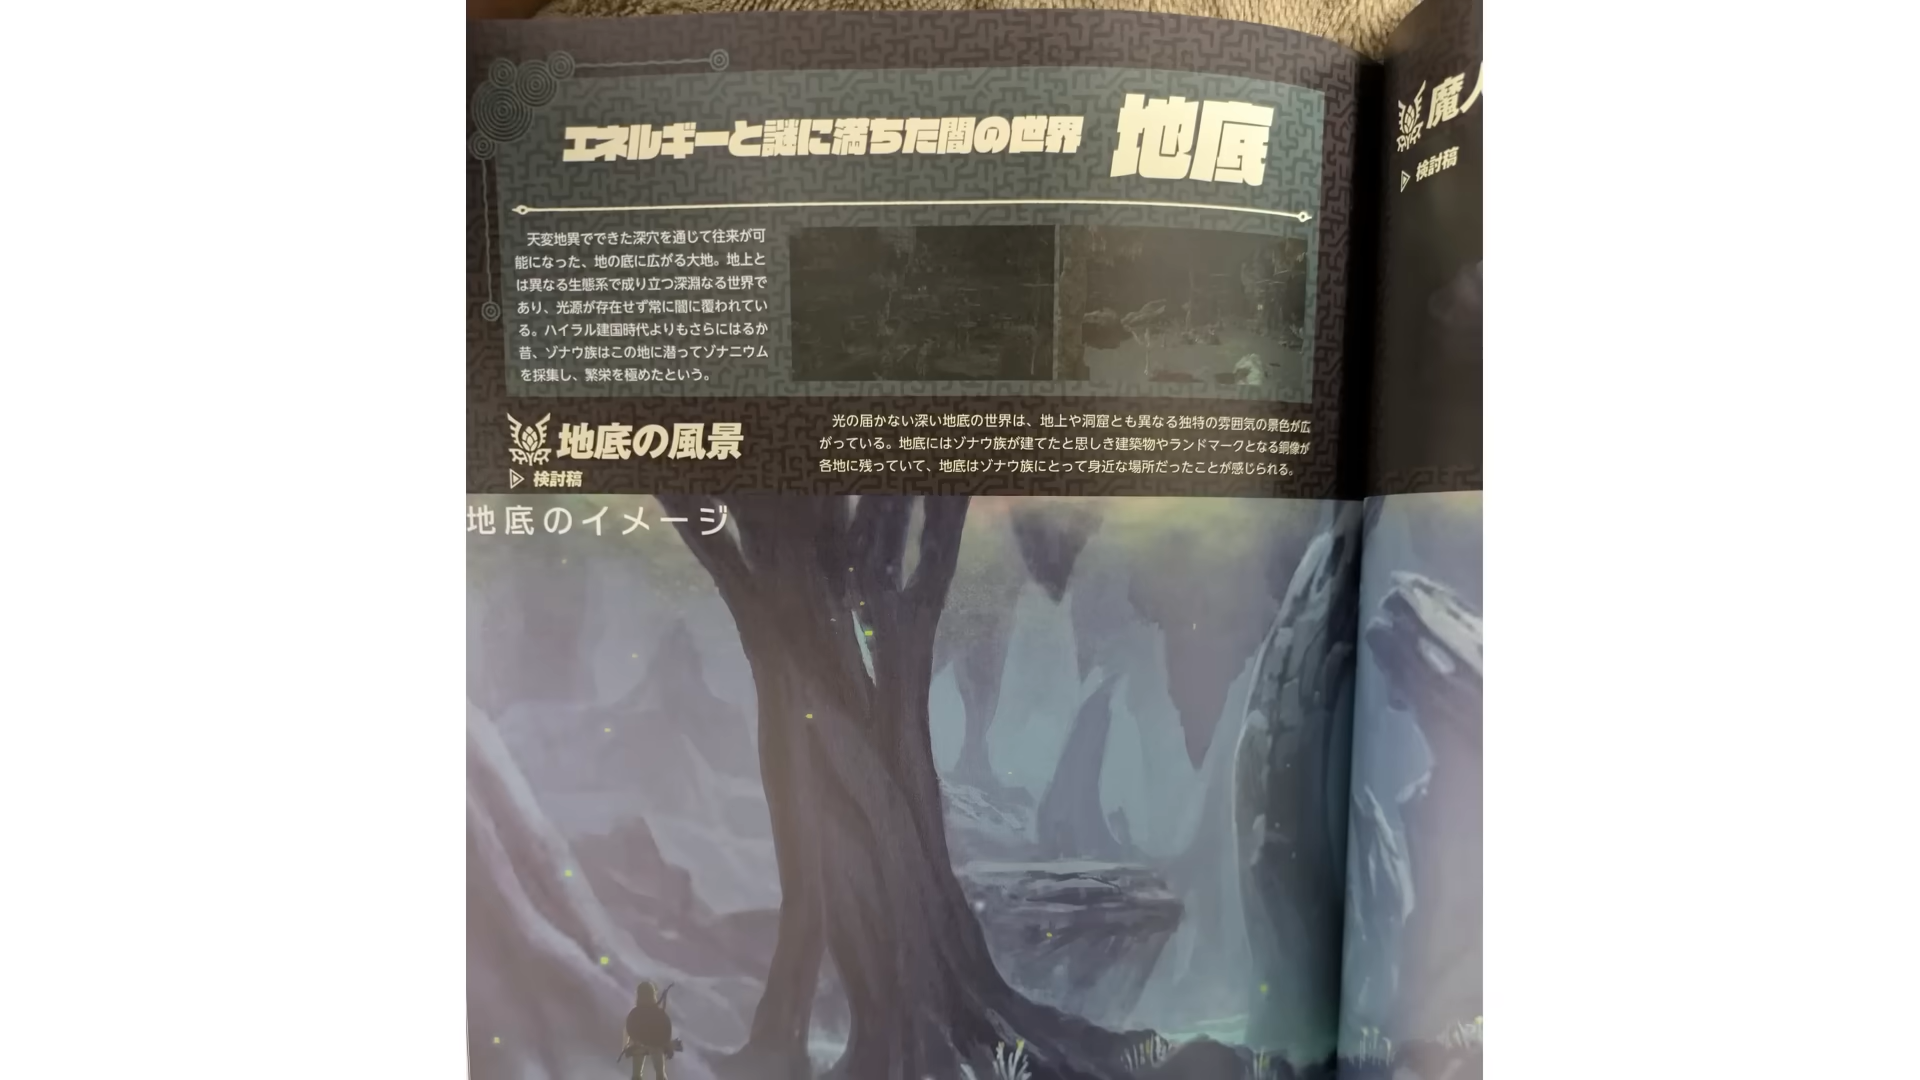 エネルギーと謎に満ちた闇の世界 地底
天変地異でできた深穴を通じて往来が可
能になった、地の底に広がる大地。地上と
は異なる生態系で成り立つ深淵なる世界で
あり、光源が存在せず常に闇に覆われてい
る。ハイラル建国時代よりもさらにはるか
昔、ゾナウ族はこの地に潜ってゾナニウム
を採集し、繁栄を極めたという。
地底の風景
検討稿
光の届かない深い地底の世界は、地上や洞窟とも異なる独特の雰囲気の景色が広
がっている。地底にはゾナウ族が建てたと思しき建築物やランドマークとなる銅像が
各地に残っていて、地底はゾナウ族にとって身近な場所だったことが感じられる。
地底のイメージ
魔人
検討稿